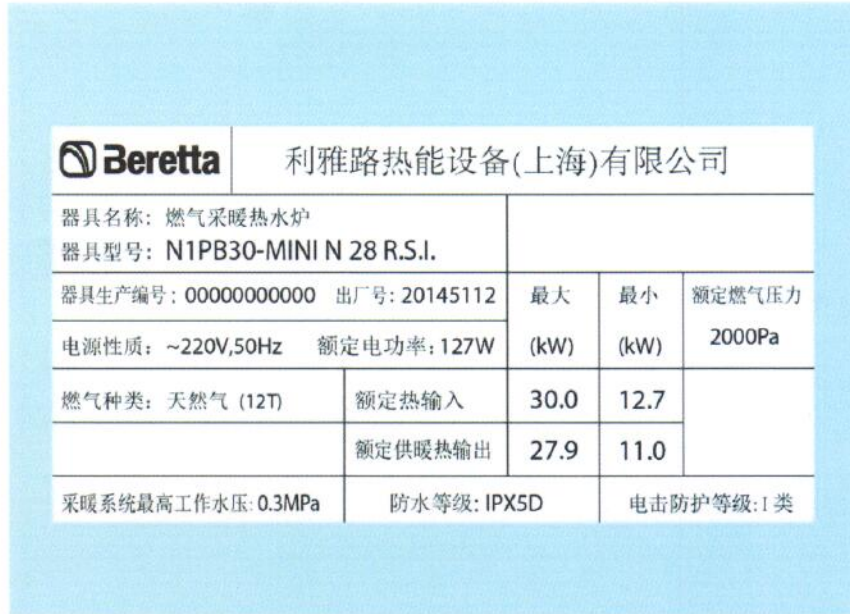 Beretta 利雅路热能设备(上海)有限公司
器具名称: 燃气采暖热水炉
器具型号: N1PB30-MINI N 28 R.S.I.
器具生产编号: 00000000000 出厂号: 20145112 最大 最小 额定燃气压力
电源性质: ~220V,50Hz 额定电功率: 127W (kW) (kW) 2000Pa
燃气种类: 天然气 (12T) 额定热输入 30.0 12.7
额定供暖热输出 27.9 11.0
采暖系统最高工作水压: 0.3MPa 防水等级: IPX5D 电击防护等级: I 类